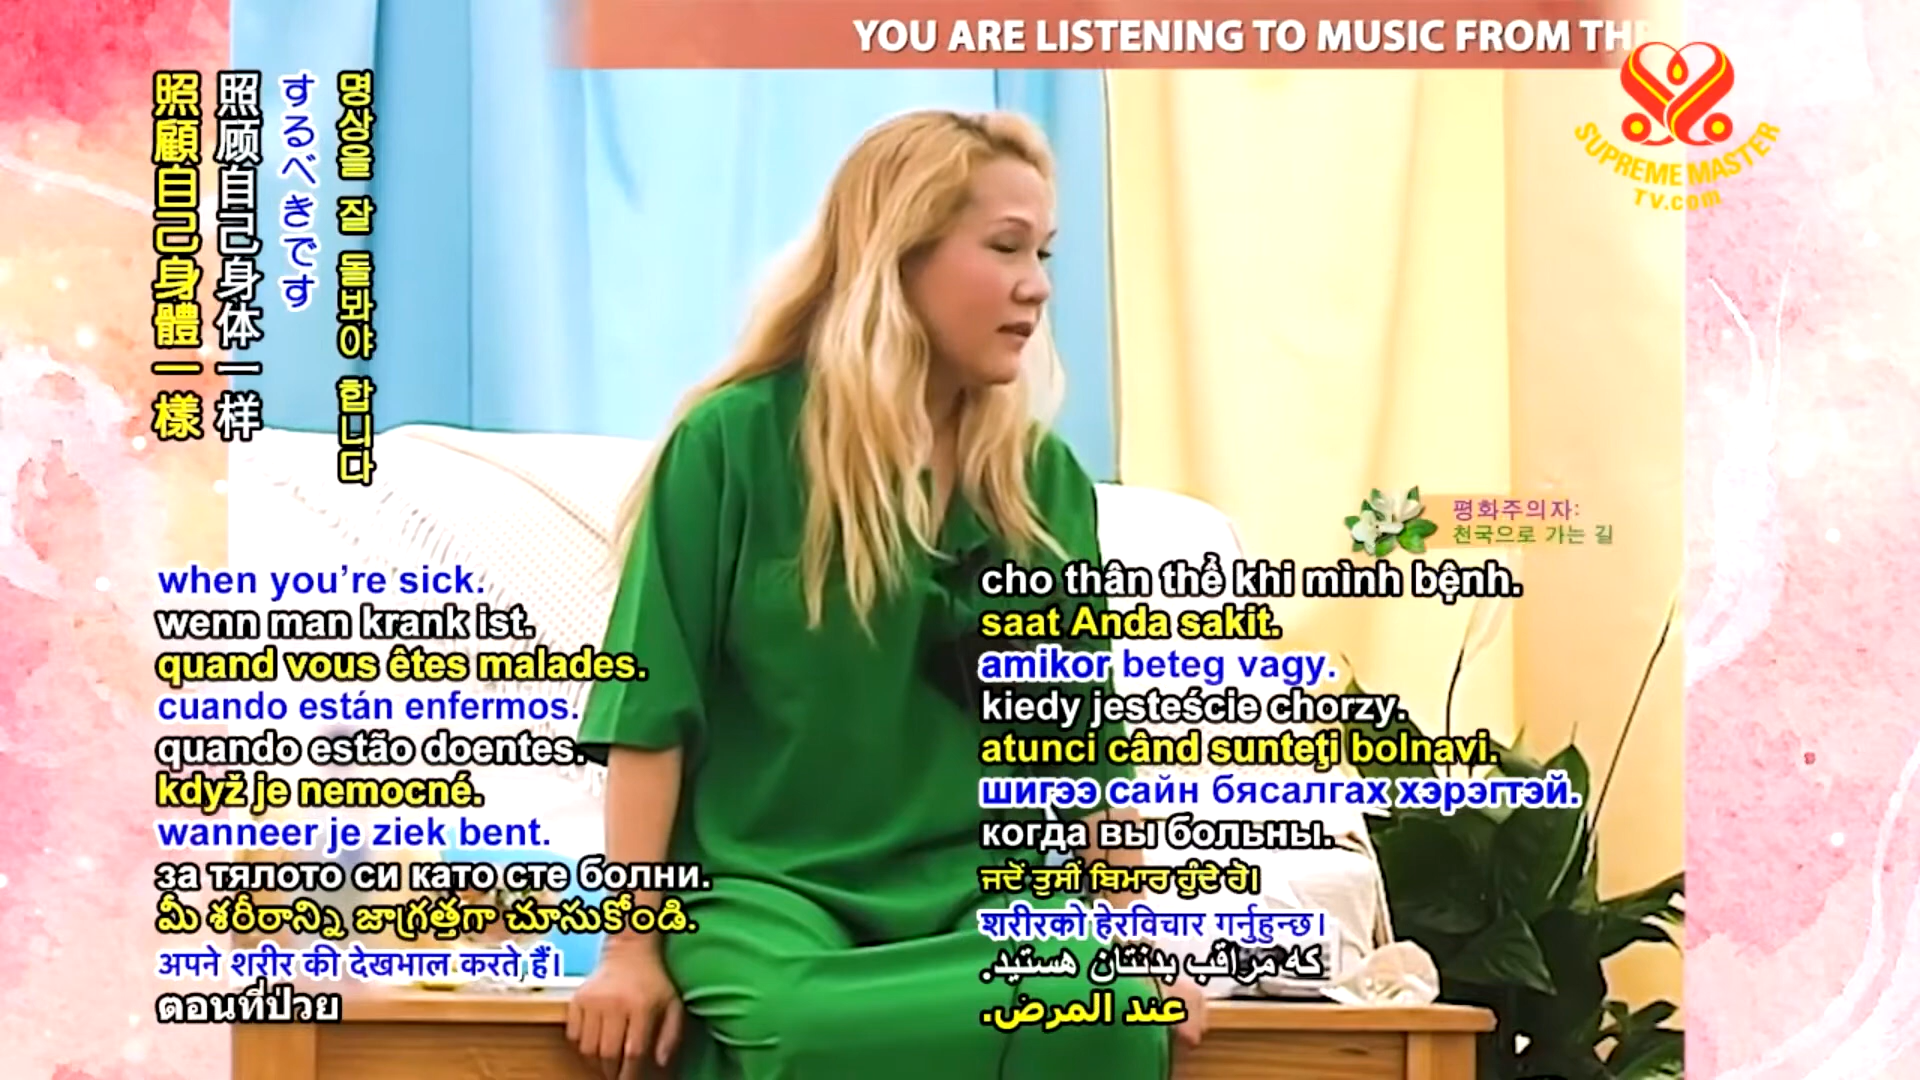 YOU ARE LISTENING TO MUSIC FROM
SUPREME MASTER
TV.com
명상을 잘 돌봐야 합니다
するべきです
照顾自己身体一样
照顧自己身體一樣
평화주의자:
천국으로 가는 길
when you’re sick.
wenn man krank ist.
quand vous êtes malades.
cuando están enfermos.
quando estão doentes.
když je nemocné.
wanneer je ziek bent.
за тялото си като сте болни.
మీ శరీరాన్ని జాగ్రత్తగా చూసుకోండి.
अपने शरीर की देखभाल करते हैं।
ตอนที่ป่วย
cho thân thể khi mình bệnh.
saat Anda sakit.
amikor beteg vagy.
kiedy jesteście chorzy.
atunci când sunteţi bolnavi.
шигээ сайн бясалгах хэрэгтэй.
когда вы больны.
ਜਦੋਂ ਤੁਸੀਂ ਬਿਮਾਰ ਹੁੰਦੇ ਹੋ।
शरीरको हेरविचार गर्नुहुन्छ।
که مراقب بدنتان هستید.
عند المرض.